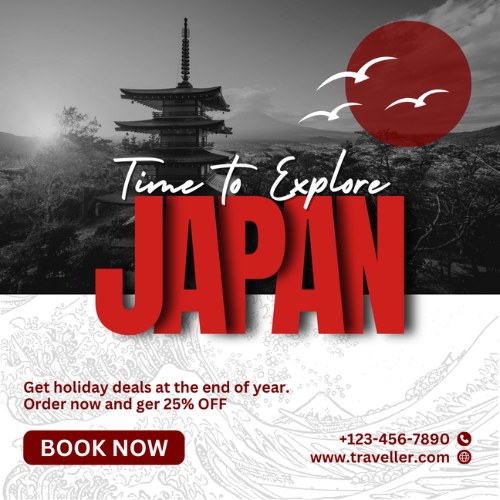 Time to Explore
JAPAN
Get holiday deals at the end of year.
Order now and ger 25% OFF
BOOK NOW
+123-456-7890
www.traveller.com